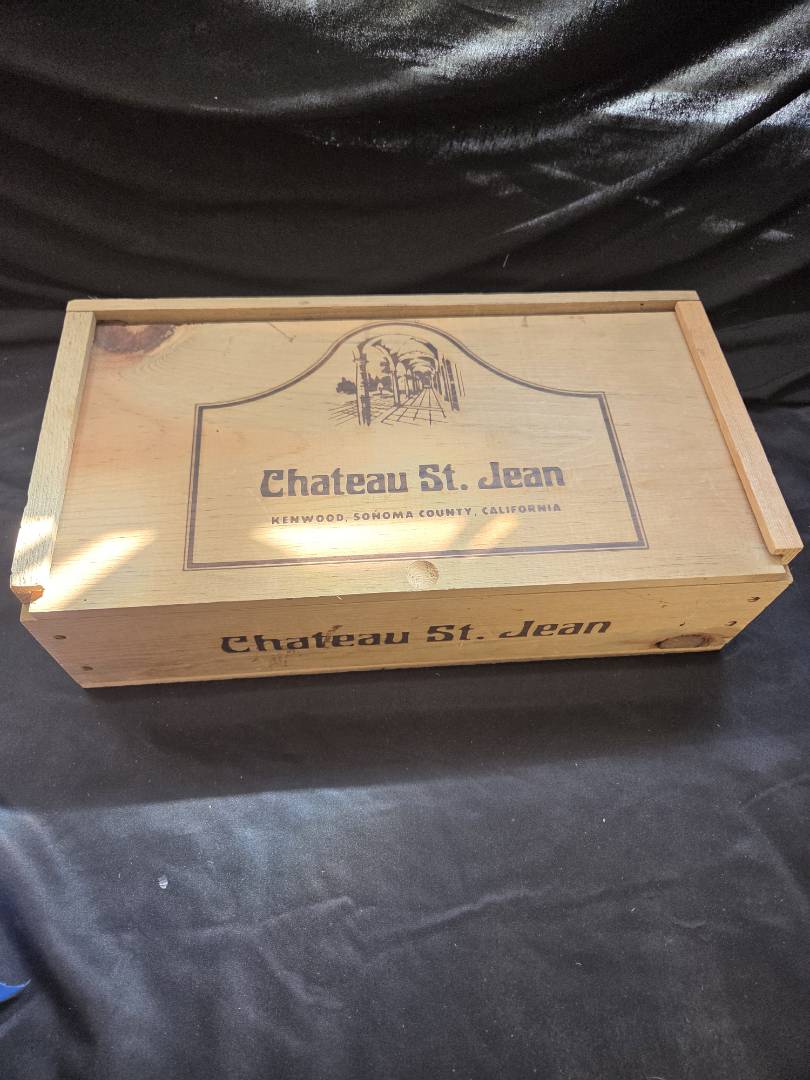 Chateau St. Jean
KENWOOD, SONOMA COUNTY, CALIFORNIA
Chateau St. Jean